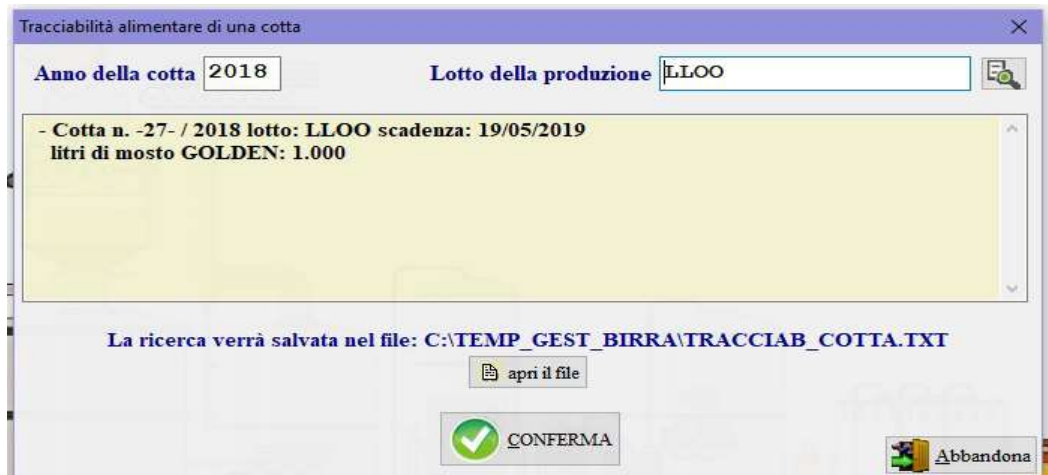 Tracciabilità alimentare di una cotta
Anno della cotta 2018 Lotto della produzione LLOO
- Cotta n. -27- / 2018 lotto: LLOO scadenza: 19/05/2019
litri di mosto GOLDEN: 1.000
La ricerca verrà salvata nel file: C:\TEMP_GEST_BIRRA\TRACCIAB_COTTA.TXT
apri il file
CONFERMA
Abbandona